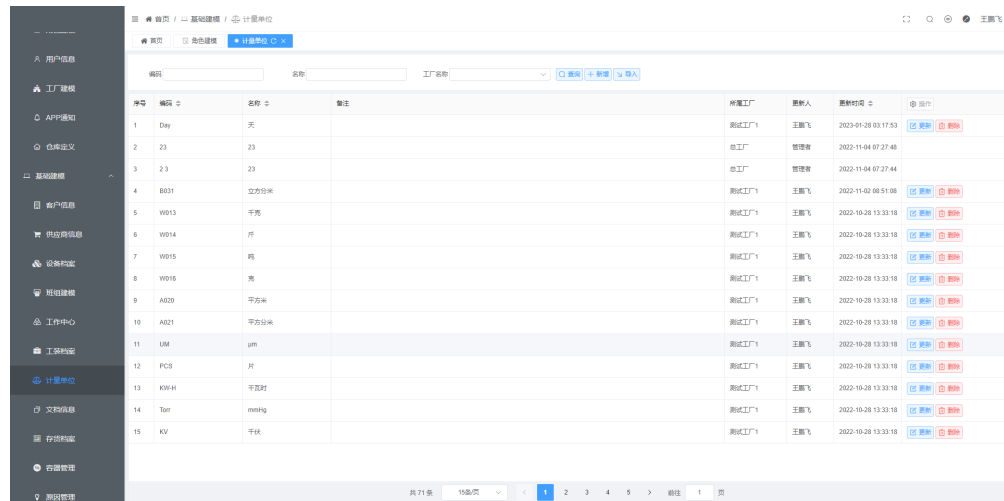 首页 / 基础建模 / 计量单位
王鹏飞
首页 角色建模 计量单位
用户信息
工厂建模
APP通知
仓库定义
基础建模
客户信息
供应商信息
设备档案
班组建模
工作中心
工装档案
计量单位
文档信息
存货档案
容器管理
原因管理
编码 名称 工厂名称 查询 新增 导入
序号 编码 名称 备注 所属工厂 更新人 更新时间 操作
1 Day 天 测试工厂1 王鹏飞 2023-01-28 03:17:53 更新 删除
2 23 23 总工厂 管理者 2022-11-04 07:27:48
3 2 3 23 总工厂 管理者 2022-11-04 07:27:44
4 B031 立方分米 测试工厂1 王鹏飞 2022-11-02 08:51:08 更新 删除
5 W013 千克 测试工厂1 王鹏飞 2022-10-28 13:33:18 更新 删除
6 W014 斤 测试工厂1 王鹏飞 2022-10-28 13:33:18 更新 删除
7 W015 吨 测试工厂1 王鹏飞 2022-10-28 13:33:18 更新 删除
8 W016 克 测试工厂1 王鹏飞 2022-10-28 13:33:18 更新 删除
9 A020 平方米 测试工厂1 王鹏飞 2022-10-28 13:33:18 更新 删除
10 A021 平方分米 测试工厂1 王鹏飞 2022-10-28 13:33:18 更新 删除
11 UM μm 测试工厂1 王鹏飞 2022-10-28 13:33:18 更新 删除
12 PCS 片 测试工厂1 王鹏飞 2022-10-28 13:33:18 更新 删除
13 KW-H 千瓦时 测试工厂1 王鹏飞 2022-10-28 13:33:18 更新 删除
14 Torr mmHg 测试工厂1 王鹏飞 2022-10-28 13:33:18 更新 删除
15 KV 千伏 测试工厂1 王鹏飞 2022-10-28 13:33:18 更新 删除
共 71 条 15条/页 1 2 3 4 5 前往 1 页